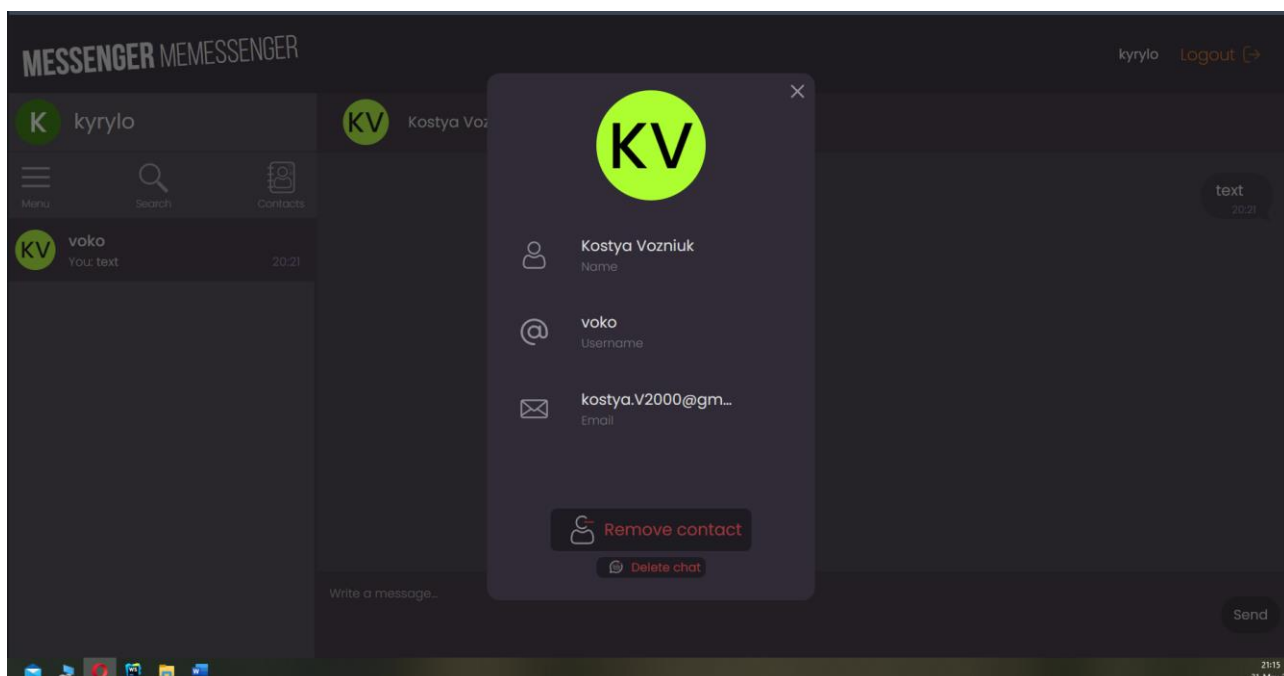 MESSENGER MEMESSENGER
kyrylo Logout
K kyrylo
KV Kostya Voz
Menu Search Contacts
KV voko
You: text 20:21
KV
Kostya Vozniuk
Name
voko
Username
kostya.V2000@gm...
Email
Remove contact
Delete chat
text
20:21
Write a message...
Send
21:15